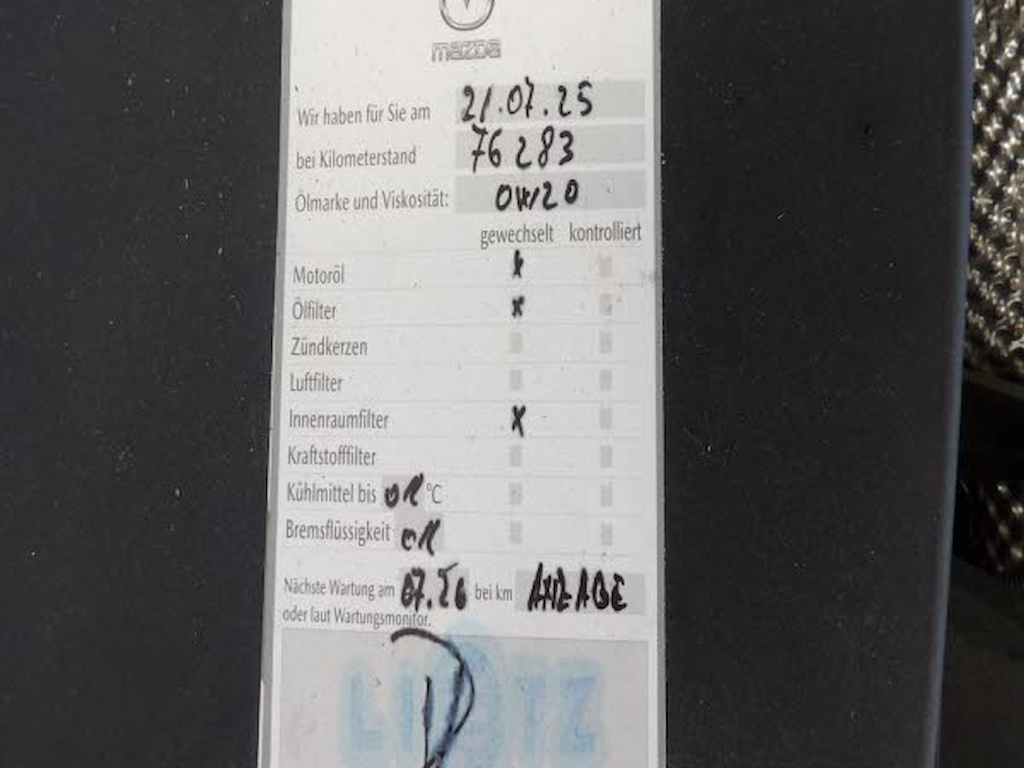 mazda
Wir haben für Sie am 21.07.25
bei Kilometerstand 76283
Ölmarke und Viskosität: 0W20
gewechselt kontrolliert
Motoröl x
Ölfilter x
Zündkerzen
Luftfilter
Innenraumfilter x
Kraftstofffilter
Kühlmittel bis ok °C
Bremsflüssigkeit ok
Nächste Wartung am 07.26 bei km
oder laut Wartungsmonitor.